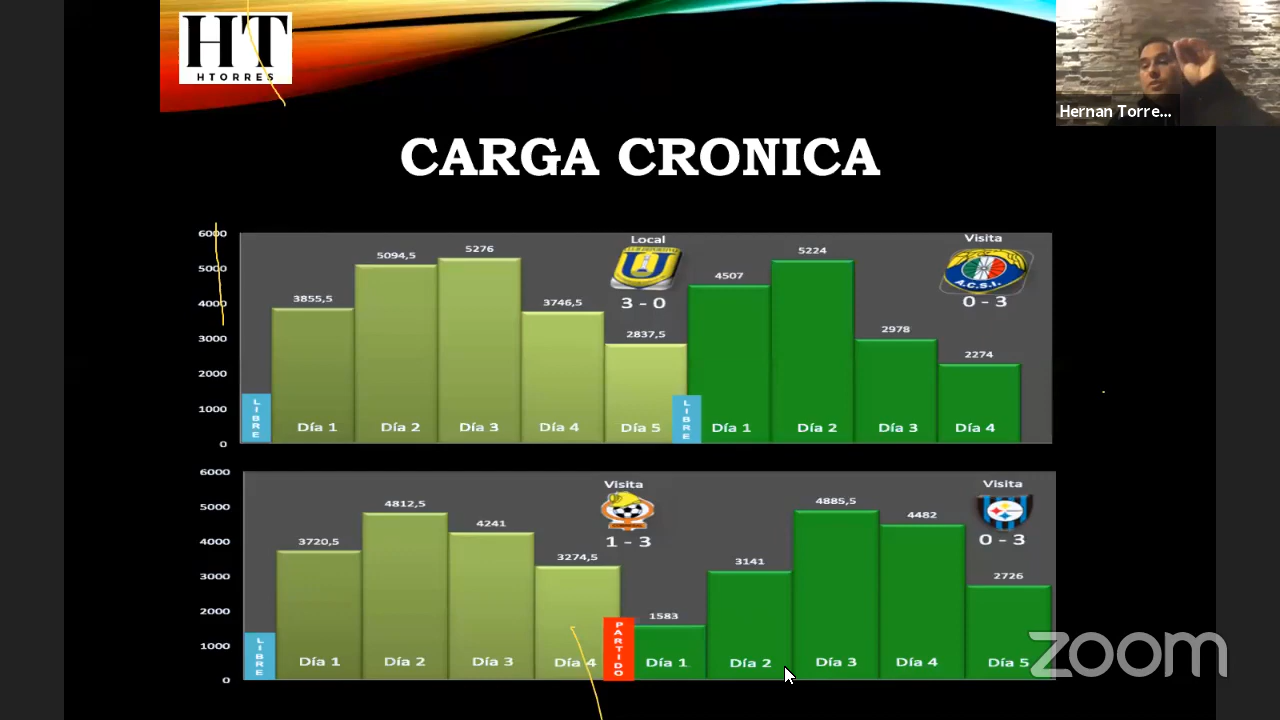 HT
HTORRES
Hernan Torre...
CARGA CRONICA
6000
5000
4000
3000
2000
1000
0
3855,5
5094,5
5276
3746,5
2837,5
4507
5224
2978
2274
Local
3 - 0
Visita
A.C.S.I.
0 - 3
LIBRE
Día 1
Día 2
Día 3
Día 4
Día 5
LIBRE
Día 1
Día 2
Día 3
Día 4
6000
5000
4000
3000
2000
1000
0
3720,5
4812,5
4241
3274,5
1583
3141
4885,5
4482
2726
Visita
1 - 3
Visita
0 - 3
LIBRE
Día 1
Día 2
Día 3
Día 4
PARTIDO
Día 1
Día 2
Día 3
Día 4
Día 5
zoom